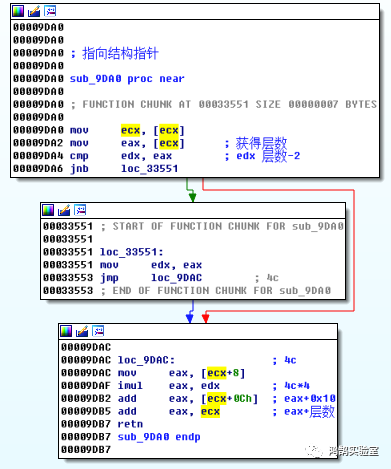 00009DA0
00009DA0
00009DA0 ; 指向结构指针
00009DA0
00009DA0 sub_9DA0 proc near
00009DA0
00009DA0 ; FUNCTION CHUNK AT 00033551 SIZE 00000007 BYTES
00009DA0
00009DA0 mov ecx, [ecx]
00009DA2 mov eax, [ecx] ; 获得层数
00009DA4 cmp edx, eax ; edx 层数-2
00009DA6 jnb loc_33551
00033551 ; START OF FUNCTION CHUNK FOR sub_9DA0
00033551
00033551 loc_33551:
00033551 mov edx, eax
00033553 jmp loc_9DAC ; 4c
00033553 ; END OF FUNCTION CHUNK FOR sub_9DA0
00009DAC
00009DAC loc_9DAC: ; 4c
00009DAC mov eax, [ecx+8]
00009DAF imul eax, edx ; 4c*4
00009DB2 add eax, [ecx+0Ch] ; eax+0x10
00009DB5 add eax, ecx ; eax+层数
00009DB7 retn
00009DB7 sub_9DA0 endp
00009DB7
鸿鹄实验室